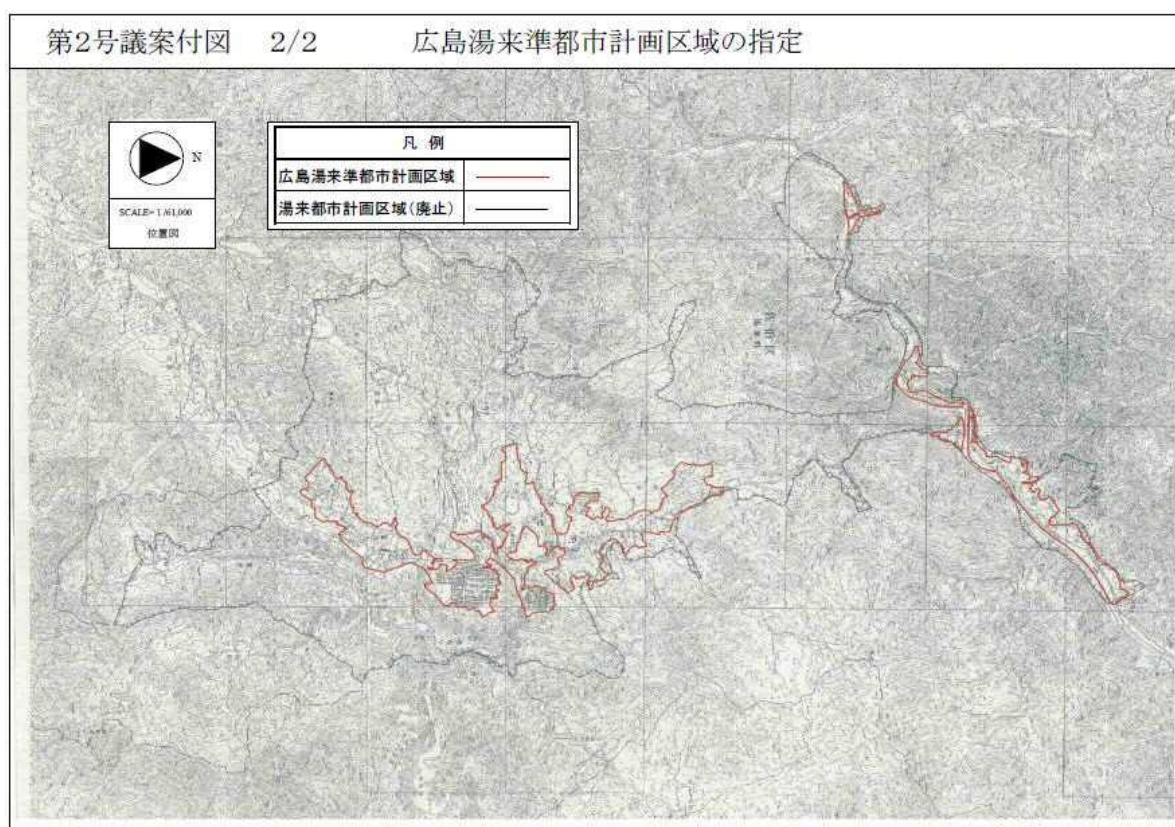 第2号議案付図 2/2 広島湯来準都市計画区域の指定
N
SCALE= 1/61,000
位置図
凡 例
広島湯来準都市計画区域
湯来都市計画区域(廃止)